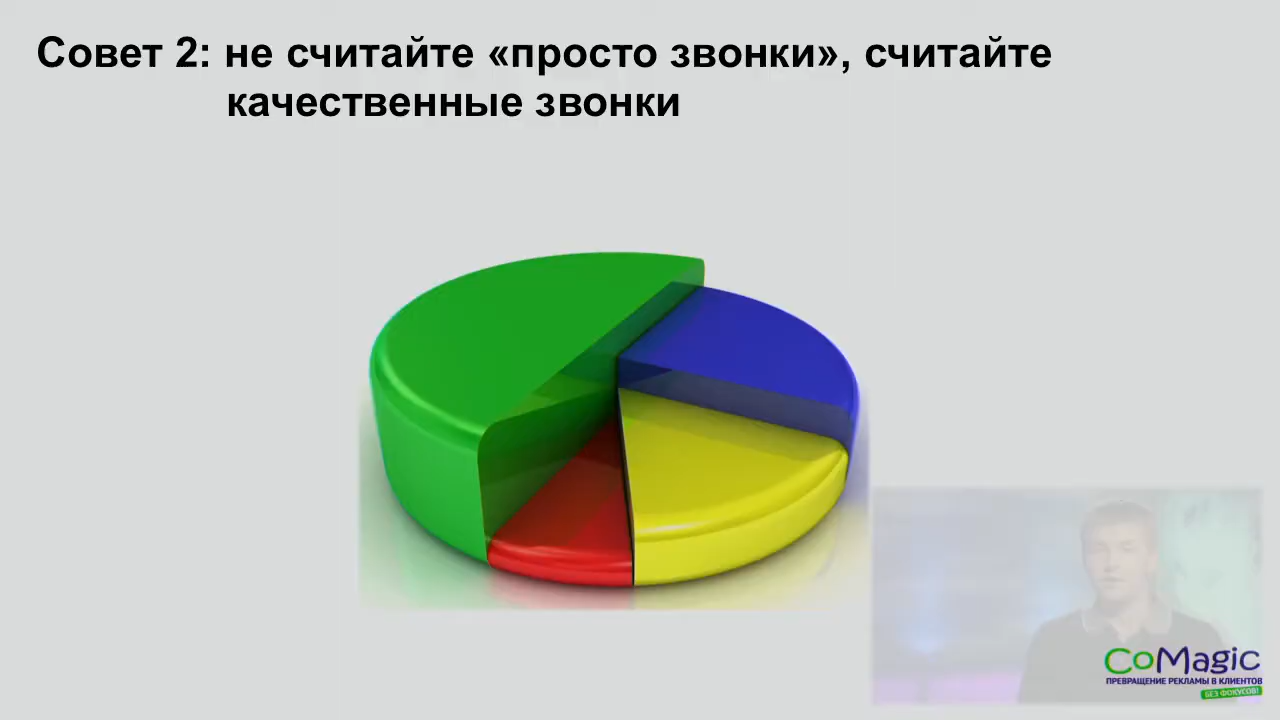 Совет 2: не считайте «просто звонки», считайте
качественные звонки
CoMagic
ПРЕВРАЩЕНИЕ РЕКЛАМЫ В КЛИЕНТОВ
БЕЗ ФОКУСОВ!